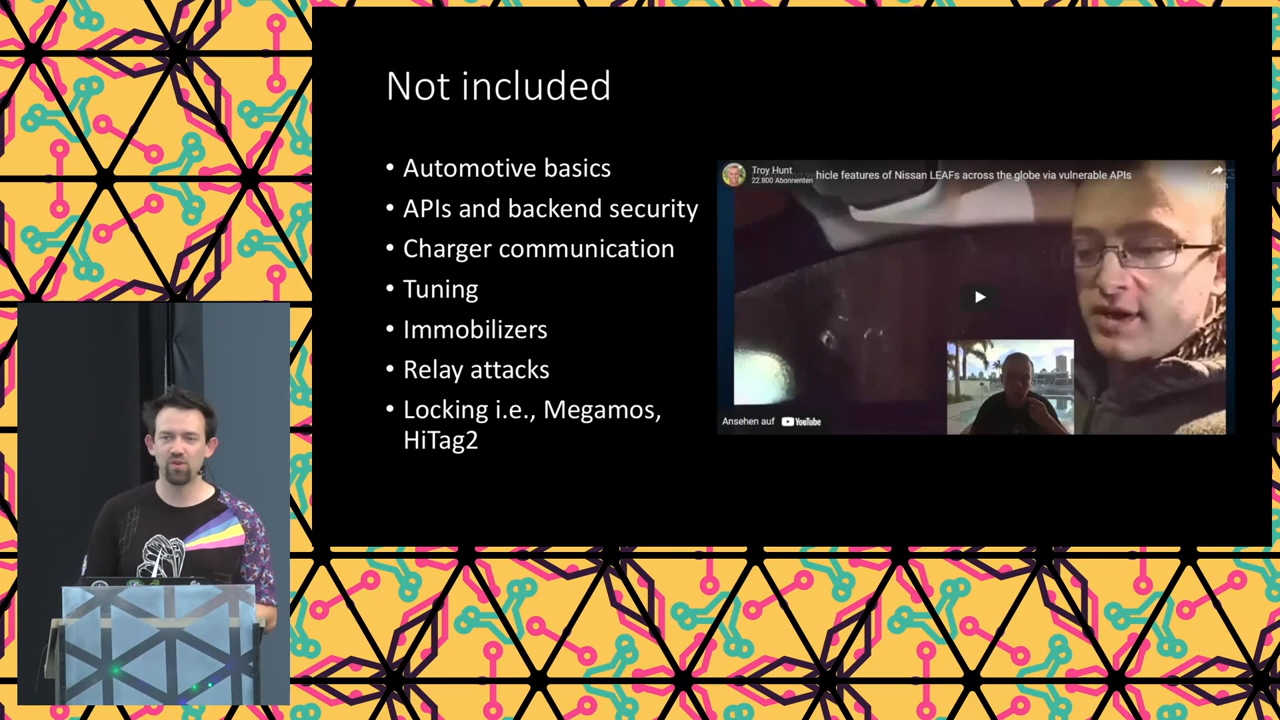 Not included
• Automotive basics
• APIs and backend security
• Charger communication
• Tuning
• Immobilizers
• Relay attacks
• Locking i.e., Megamos,
HiTag2
Troy Hunt
22.800 Abonnenten
hicle features of Nissan LEAFs across the globe via vulnerable APIs
Ansehen auf YouTube